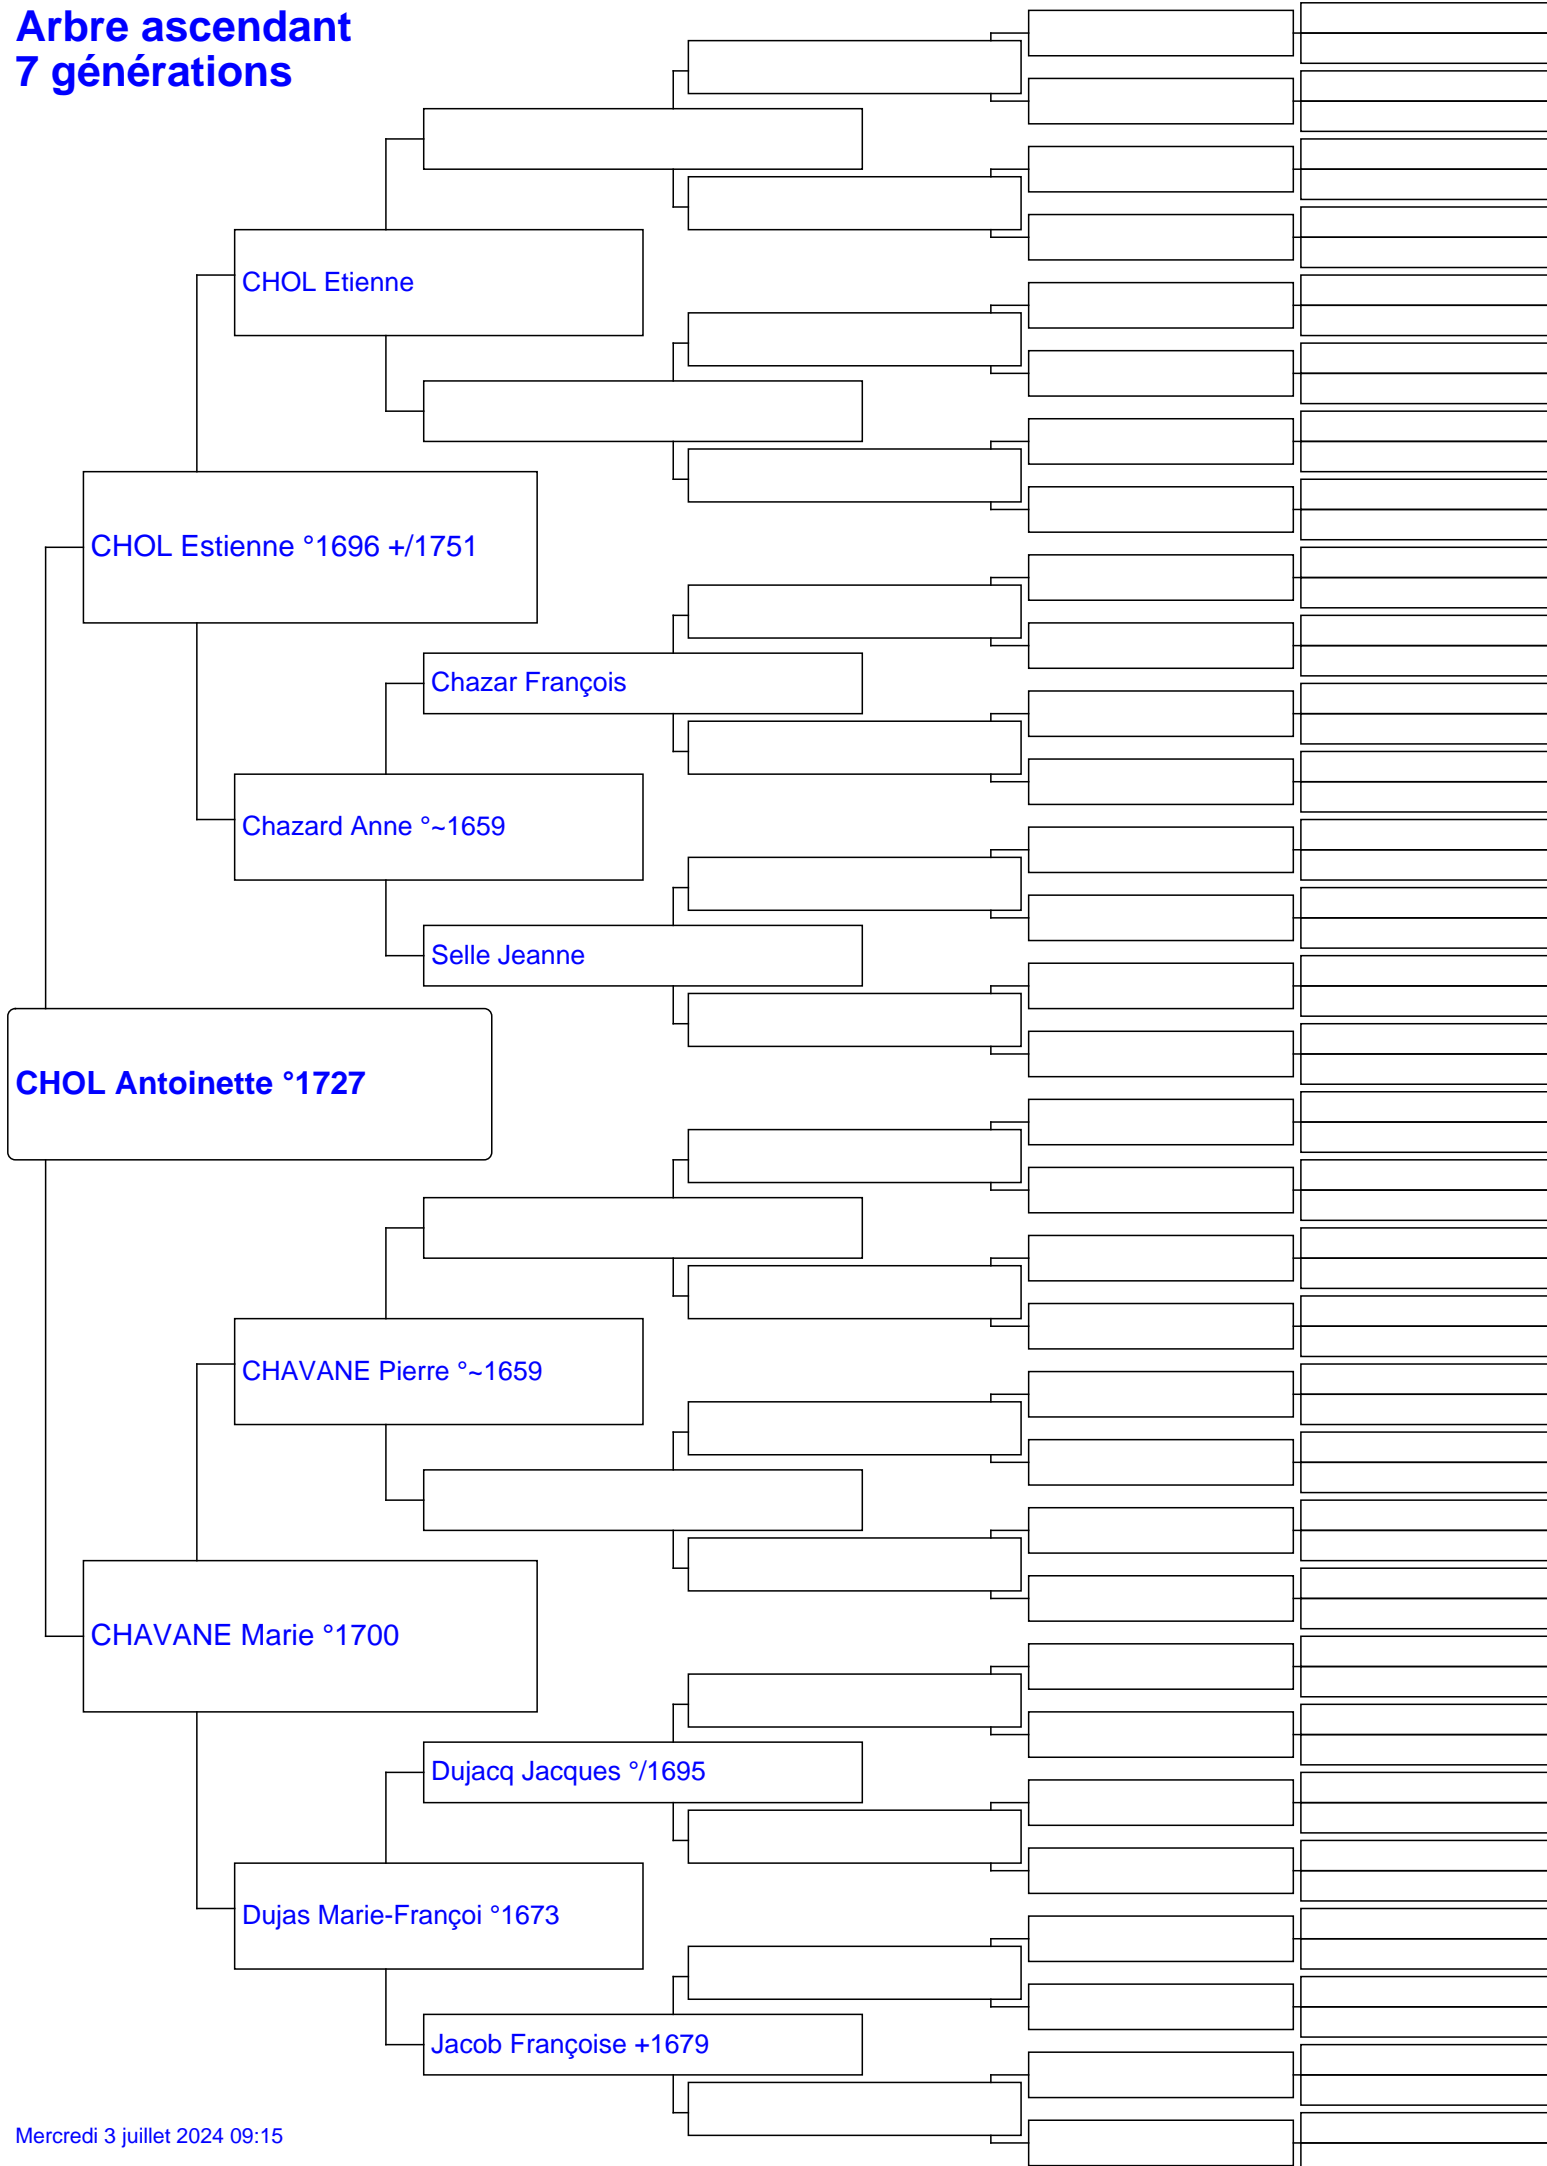 Arbre ascendant
7 générations
CHOL Etienne
CHOL Estienne °1696 +/1751
Chazar François
Chazard Anne °~1659
Selle Jeanne
CHOL Antoinette °1727
CHAVANE Pierre °~1659
CHAVANE Marie °1700
Dujacq Jacques °/1695
Dujas Marie-Françoi °1673
Jacob Françoise +1679
Mercredi 3 juillet 2024 09:15